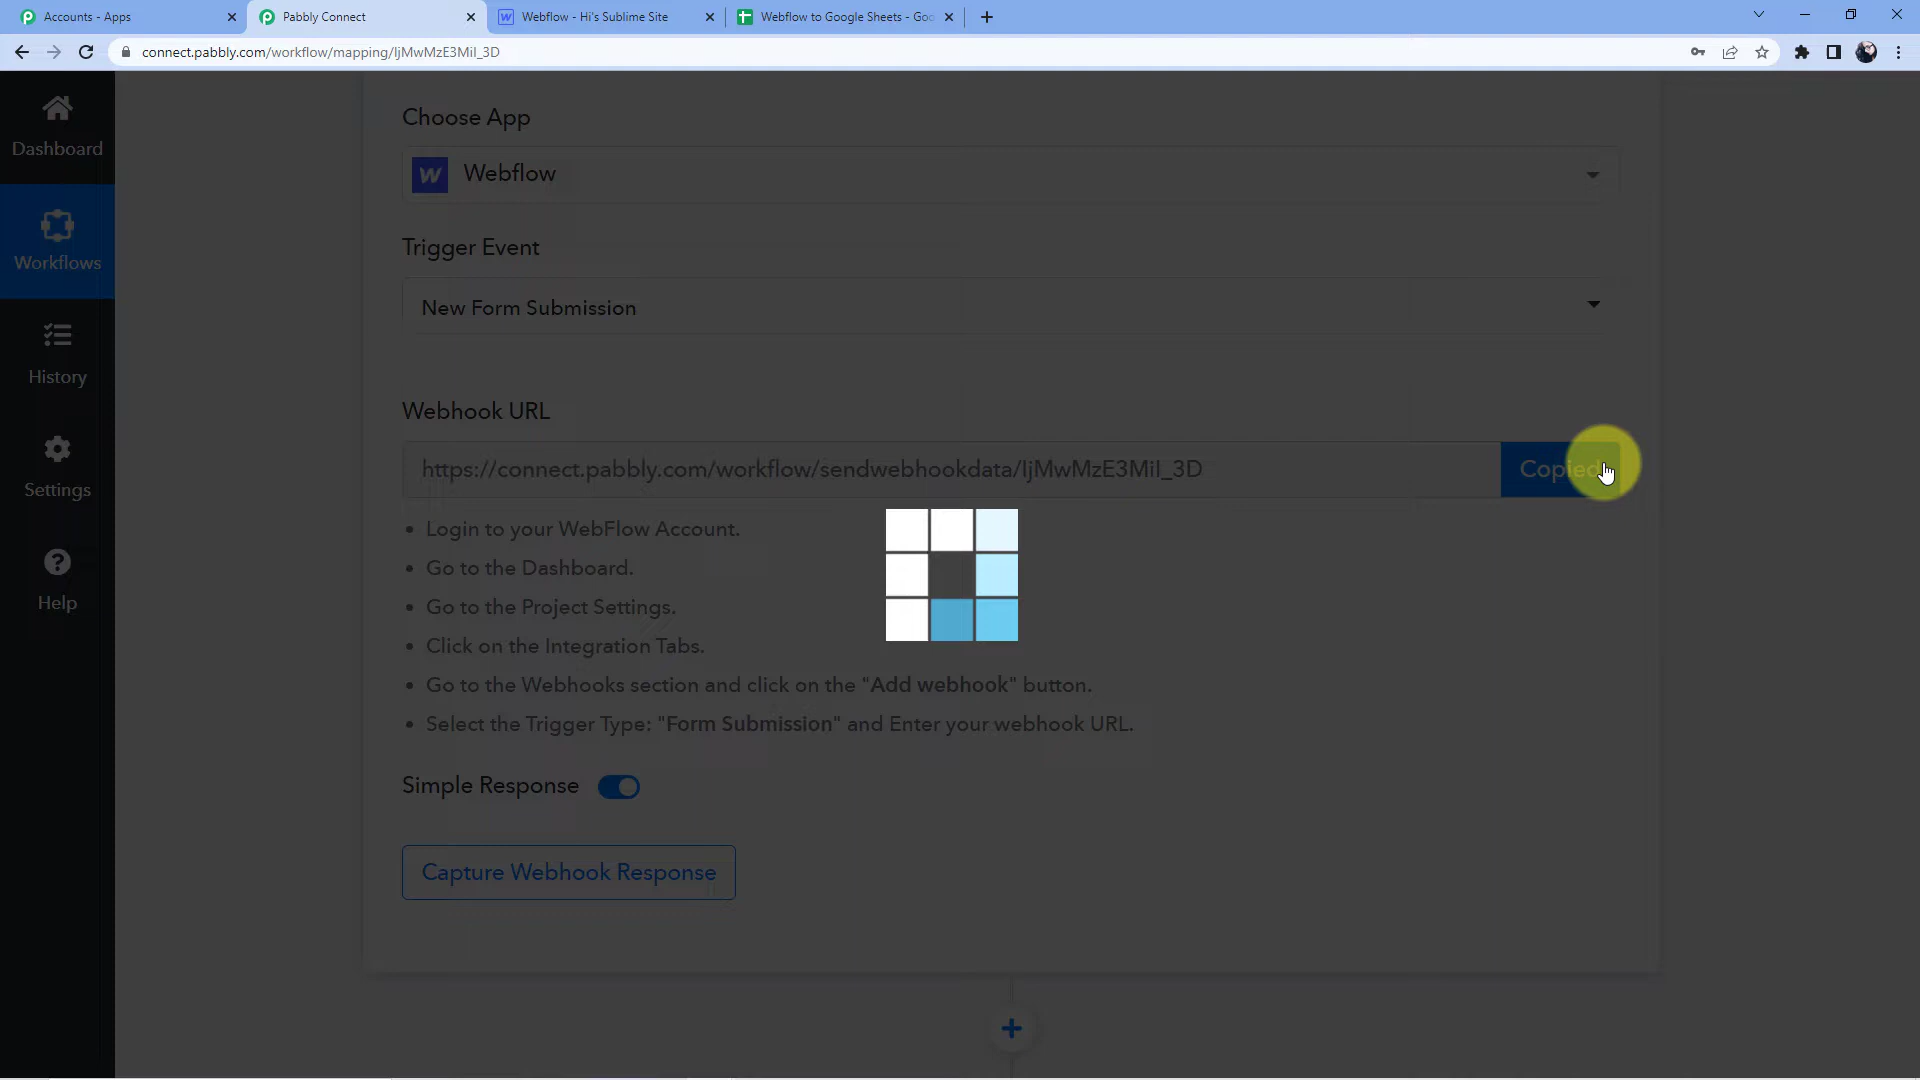 Accounts - Apps
Pabbly Connect
Webflow - Hi's Sublime Site
Webflow to Google Sheets - Goo
connect.pabbly.com/workflow/mapping/IjMwMzE3MiI_3D
Dashboard
Workflows
History
Settings
Help
Choose App
Webflow
Trigger Event
New Form Submission
Webhook URL
https://connect.pabbly.com/workflow/sendwebhookdata/IjMwMzE3MiI_3D
Copied
• Login to your WebFlow Account.
• Go to the Dashboard.
• Go to the Project Settings.
• Click on the Integration Tabs.
• Go to the Webhooks section and click on the "Add webhook" button.
• Select the Trigger Type: "Form Submission" and Enter your webhook URL.
Simple Response
Capture Webhook Response